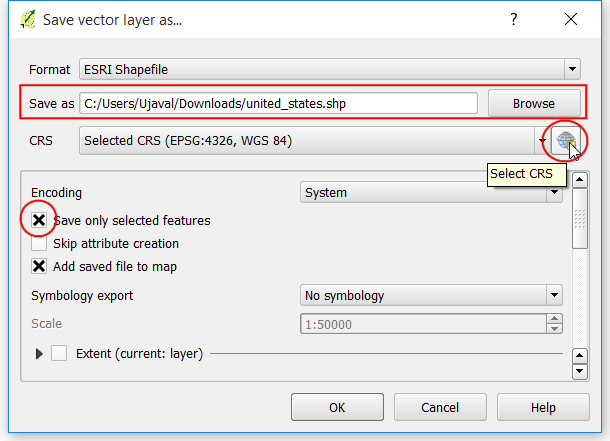 Save vector layer as...
?
Format ESRI Shapefile
Save as C:/Users/Ujaval/Downloads/united_states.shp Browse
CRS Selected CRS (EPSG:4326, WGS 84)
Select CRS
Encoding System
Save only selected features
Skip attribute creation
Add saved file to map
Symbology export No symbology
Scale 1:50000
Extent (current: layer)
OK Cancel Help